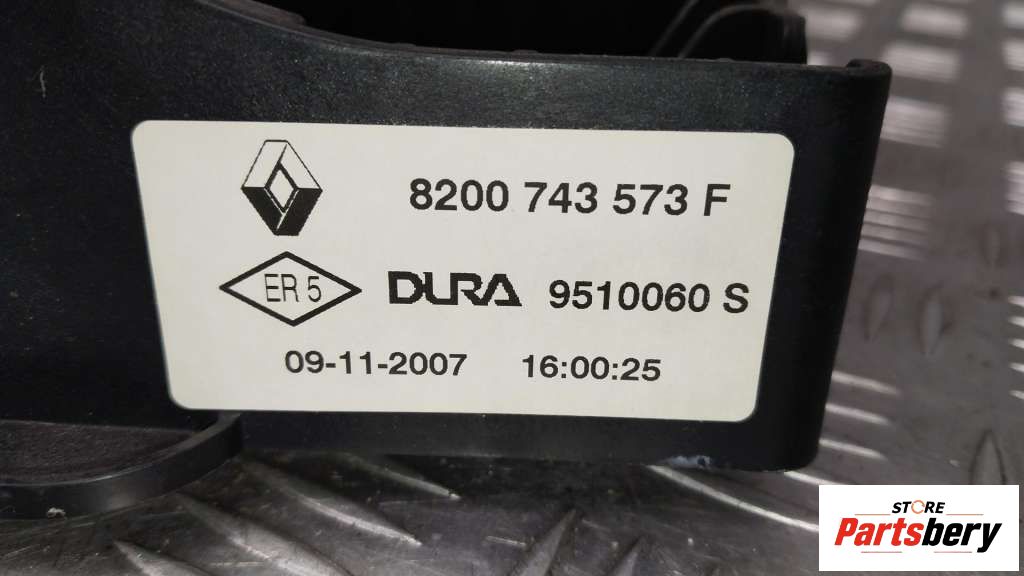 8200 743 573 F
ER 5 DURA 9510060 S
09-11-2007 16:00:25
STORE
Partsbery